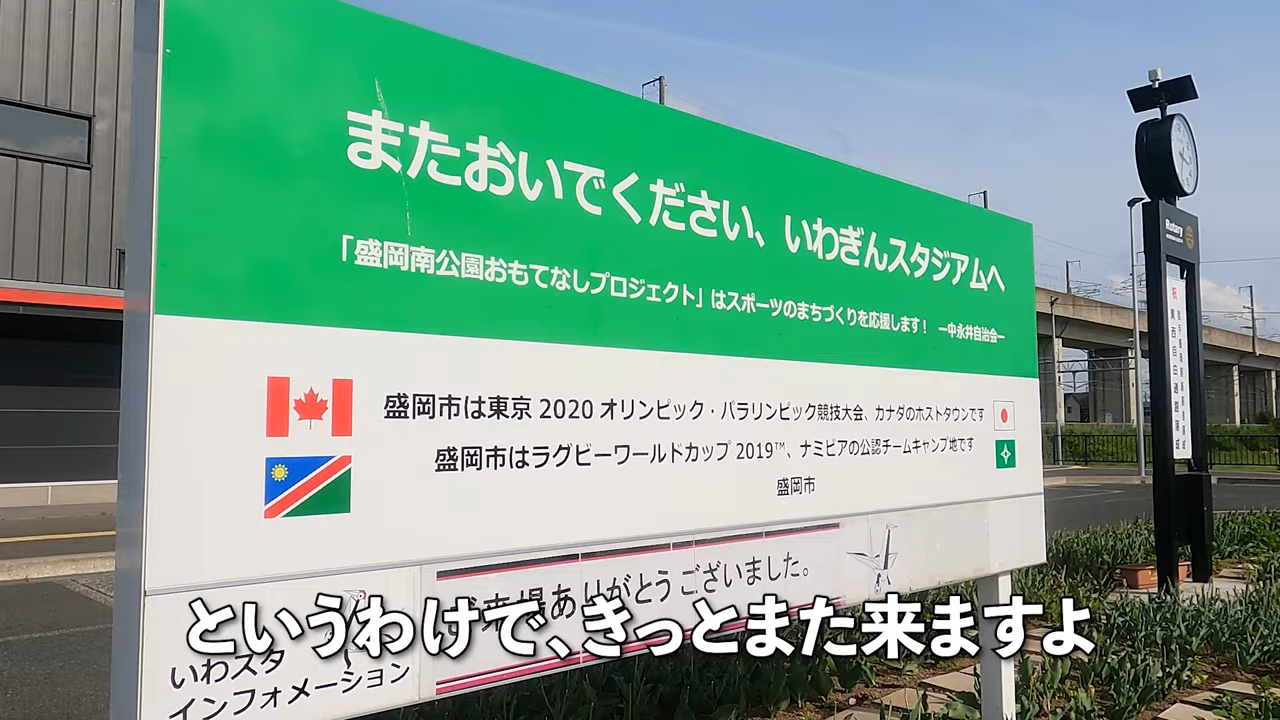 またおいでください、いわぎんスタジアムへ
「盛岡南公園おもてなしプロジェクト」はスポーツのまちづくりを応援します！ ー中永井自治会ー
盛岡市は東京 2020 オリンピック・パラリンピック競技大会、カナダのホストタウンです
盛岡市はラグビーワールドカップ 2019™、ナミビアの公認チームキャンプ地です
盛岡市
ご来場ありがとうございました。
いわスタ
インフォメーション
というわけで、きっとまた来ますよ
Rotary
東西自由通路